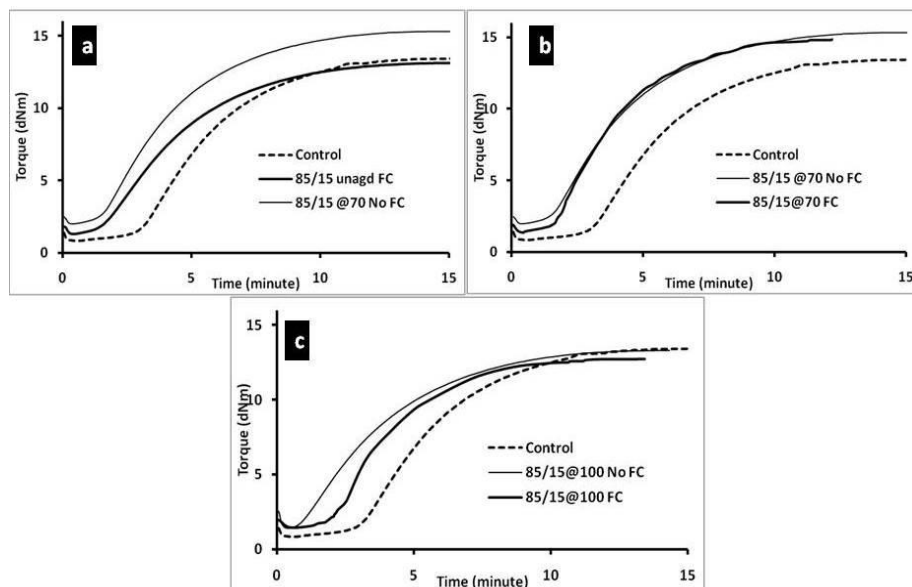 a
15
10
5
0
Torque (dNm)
Control
85/15 unagd FC
85/15 @70 No FC
0
5
10
15
Time (minute)
b
15
10
5
0
Torque (dNm)
Control
85/15 @70 No FC
85/15@70 FC
0
5
10
15
Time (minute)
c
15
10
5
0
Torque (dNm)
Control
85/15@100 No FC
85/15@100 FC
0
5
10
15
Time (minute)